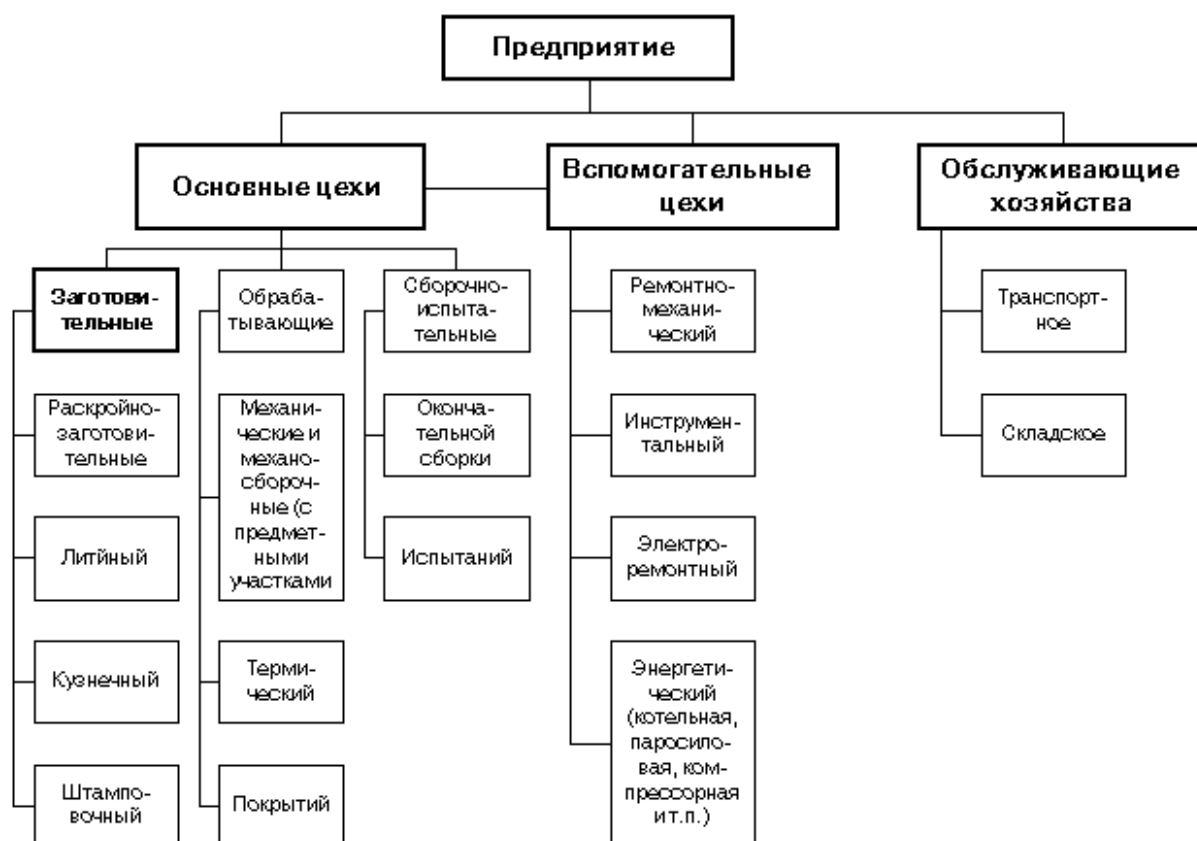 Предприятие
Основные цехи
Вспомогательные
цехи
Обслуживающие
хозяйства
Заготови-
тельные
Раскройно-
заготови-
тельные
Литйный
Кузнечный
Штампо-
вочный
Обраба-
тывающие
Механи-
ческие и
механо-
сбороч-
ные (с
предмет-
ными
участками
Терми-
ческий
Покрытий
Сборочно-
испыта-
тельные
Оконча-
тельной
сборки
Испытаний
Ремонтно-
механи-
ческий
Инструмен-
тальный
Электро-
ремонтный
Энергети-
ческий
(котельная,
паросило-
вая, ком-
прессорная
и т.п.)
Транспорт-
ное
Складское